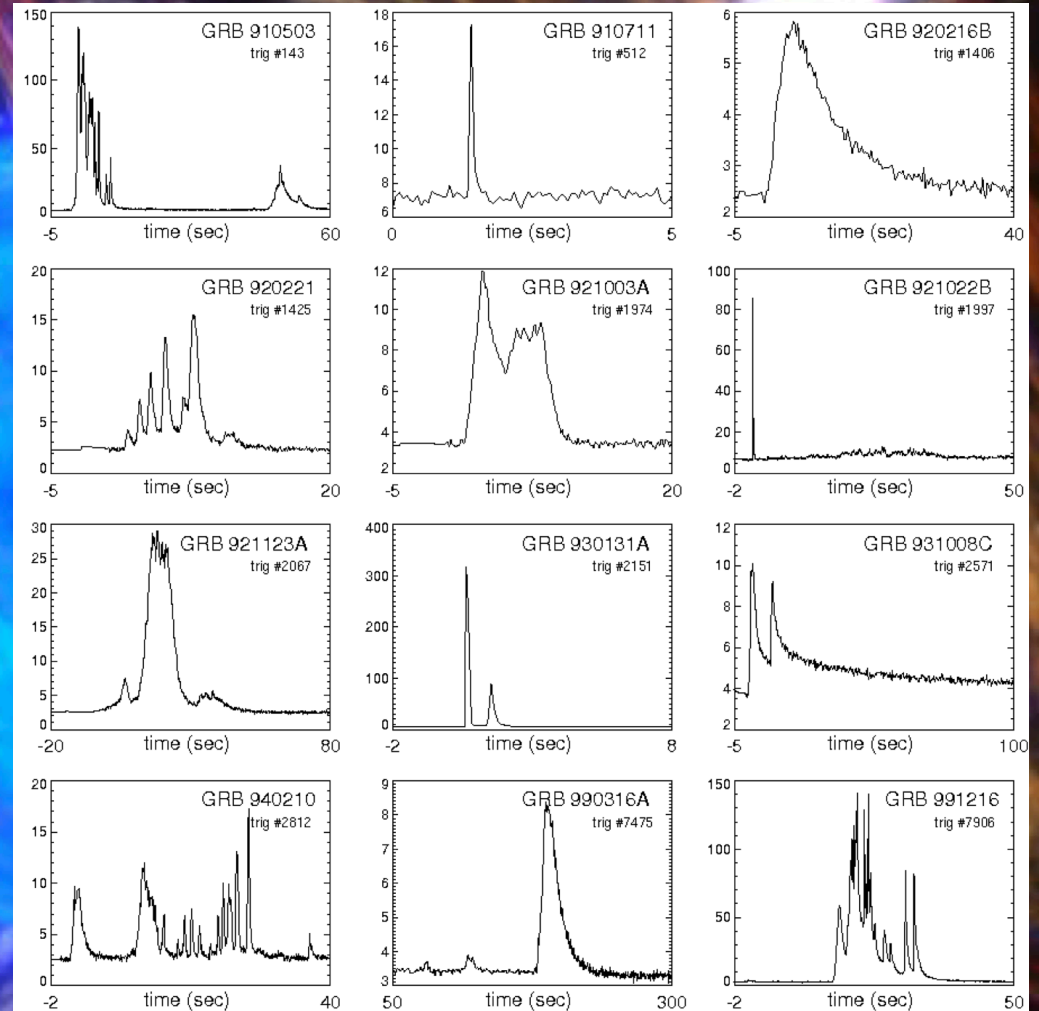 150
GRB 910503
trig #143
100
50
0
-5
time (sec)
60
18
GRB 910711
trig #512
16
14
12
10
8
6
0
time (sec)
5
6
GRB 920216B
trig #1406
5
4
3
2
-5
time (sec)
40
20
GRB 920221
trig #1425
15
10
5
0
-5
time (sec)
20
12
GRB 921003A
trig #1974
10
8
6
4
2
-5
time (sec)
20
100
GRB 921022B
trig #1997
80
60
40
20
0
-2
time (sec)
50
30
GRB 921123A
trig #2067
25
20
15
10
5
0
-20
time (sec)
80
400
GRB 930131A
trig #2151
300
200
100
0
-2
time (sec)
8
12
GRB 931008C
trig #2571
10
8
6
4
2
-5
time (sec)
100
20
GRB 940210
trig #2812
15
10
5
0
-2
time (sec)
40
9
GRB 990316A
trig #7475
8
7
6
5
4
3
50
time (sec)
300
150
GRB 991216
trig #7906
100
50
0
-2
time (sec)
50